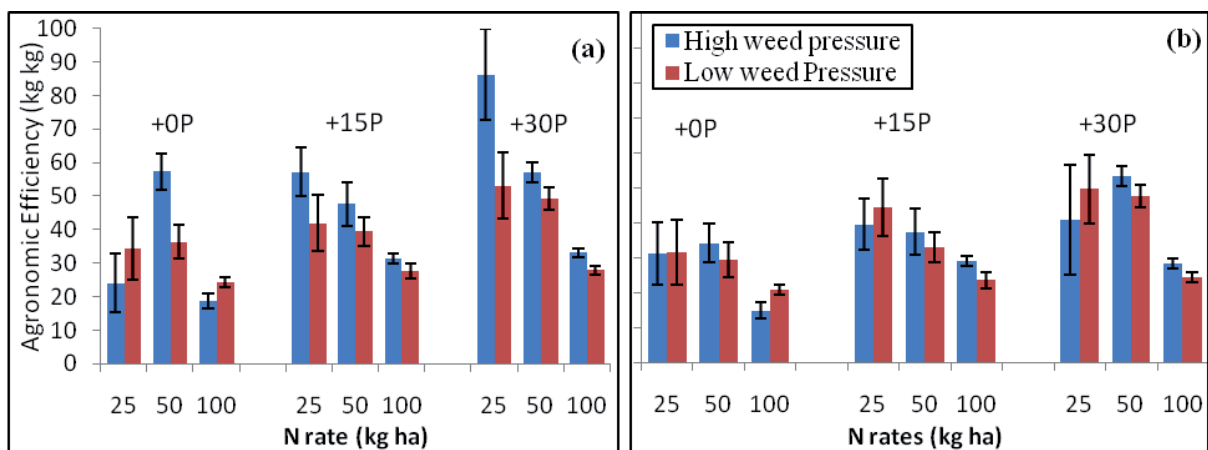 (a)
Agronomic Efficiency (kg kg)
100
90
80
70
60
50
40
30
20
10
0
+0P +15P +30P
25 50 100 25 50 100 25 50 100
N rate (kg ha)
(b)
High weed pressure
Low weed Pressure
+0P +15P +30P
25 50 100 25 50 100 25 50 100
N rates (kg ha)